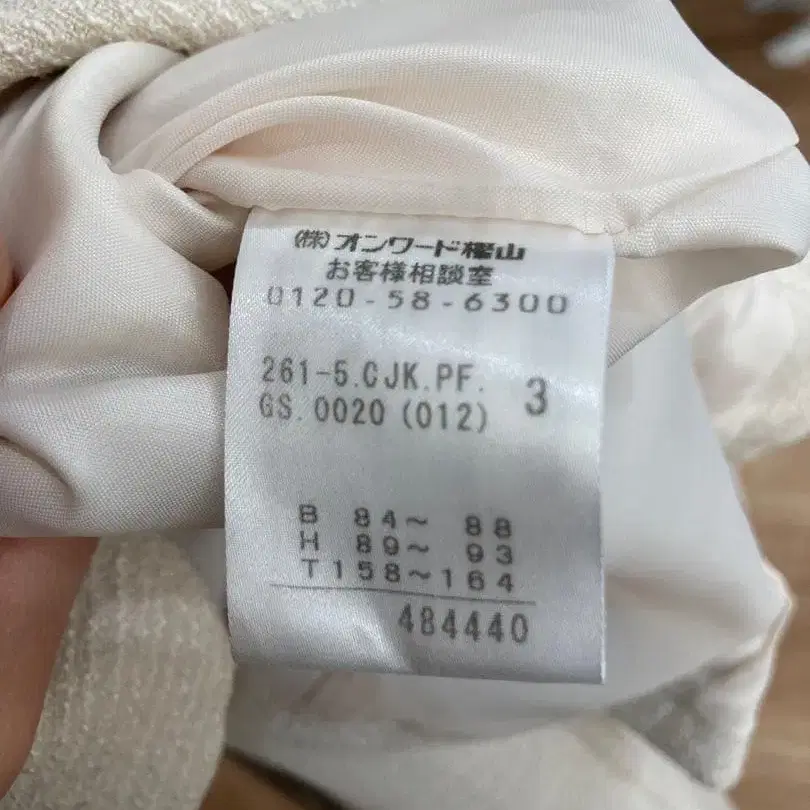 (株)オンワード樫山
お客様相談室
0120-58-6300
261-5.CJK.PF.
GS.0020(012) 3
B 84~ 88
H 89~ 93
T158~164
484440